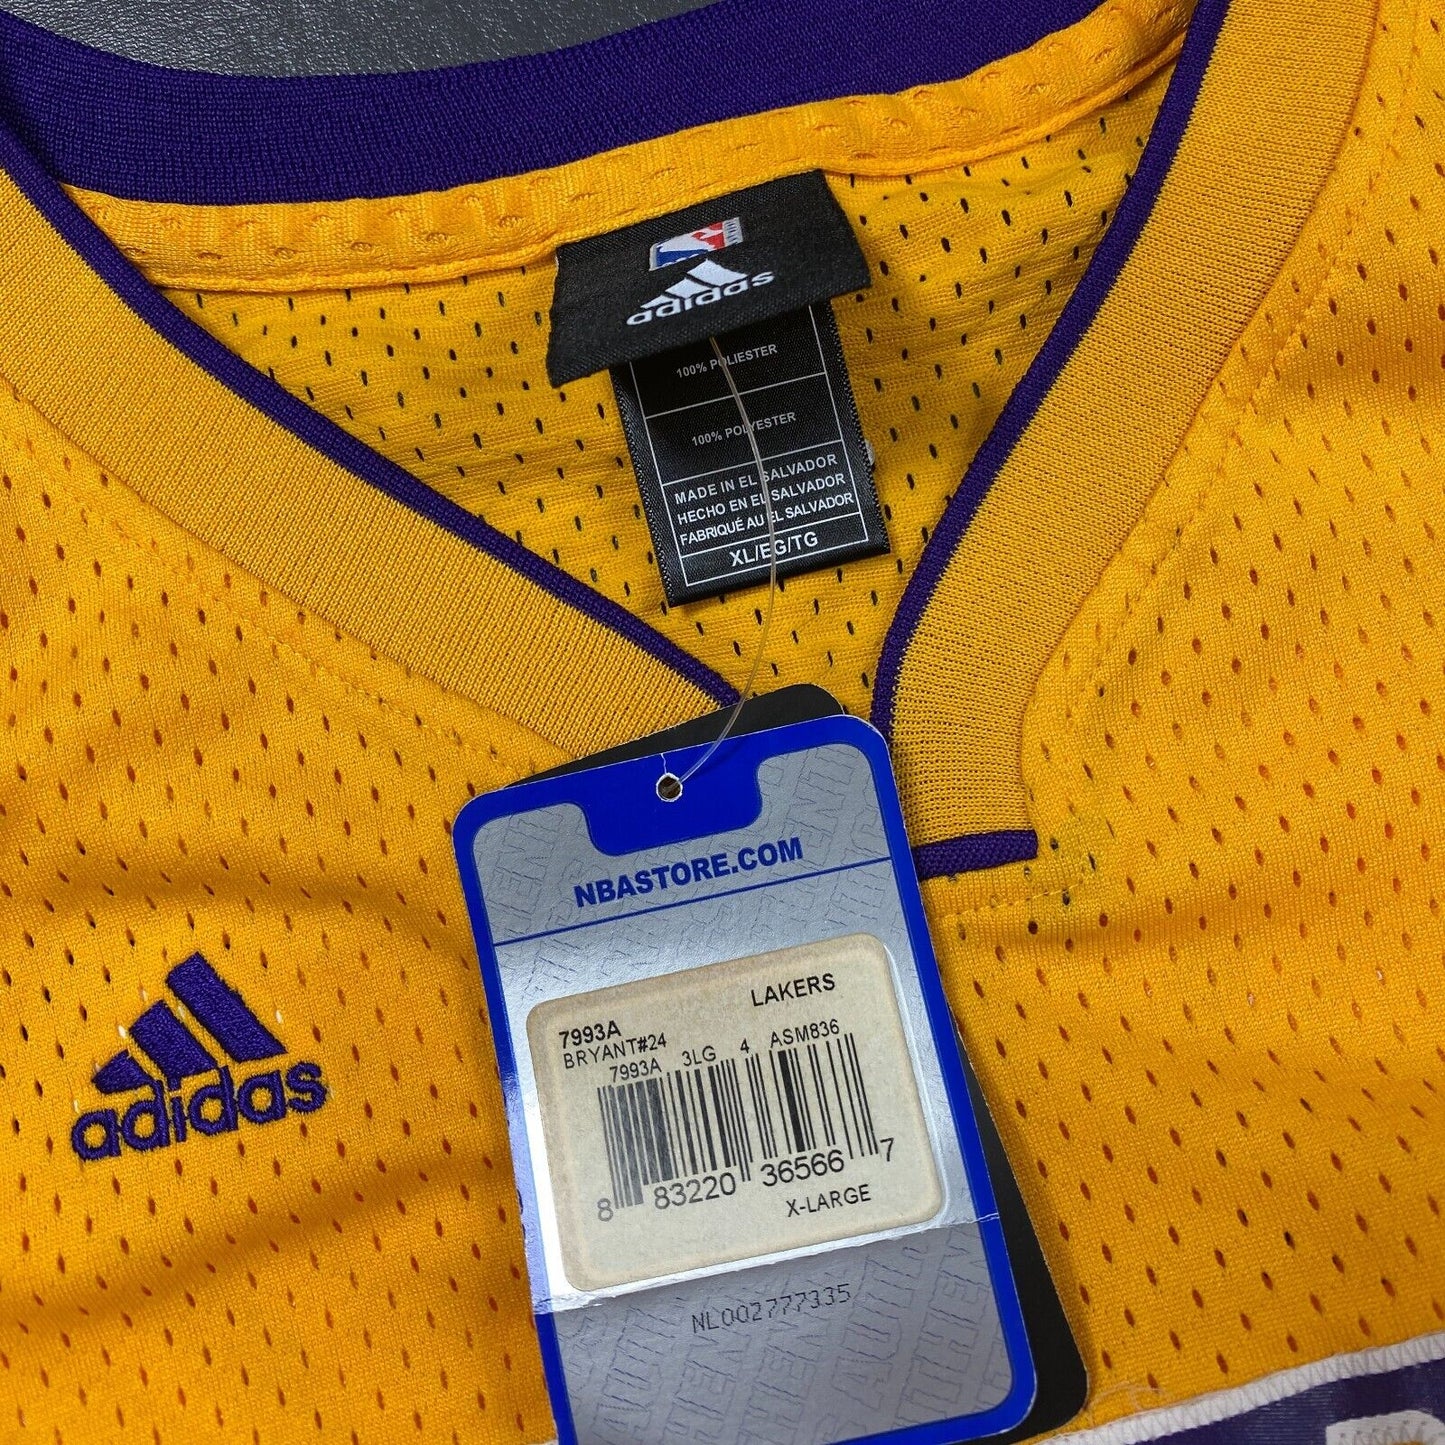 adidas
100% POLIESTER
100% POLYESTER
MADE IN EL SALVADOR
HECHO EN EL SALVADOR
FABRIQUÉ AU EL SALVADOR
XL/EG/TG
NBASTORE.COM
LAKERS
7993A
BRYANT#24
7993A 3LG 4 ASM836
8 83220 36566 7
X-LARGE
NL002777335
adidas